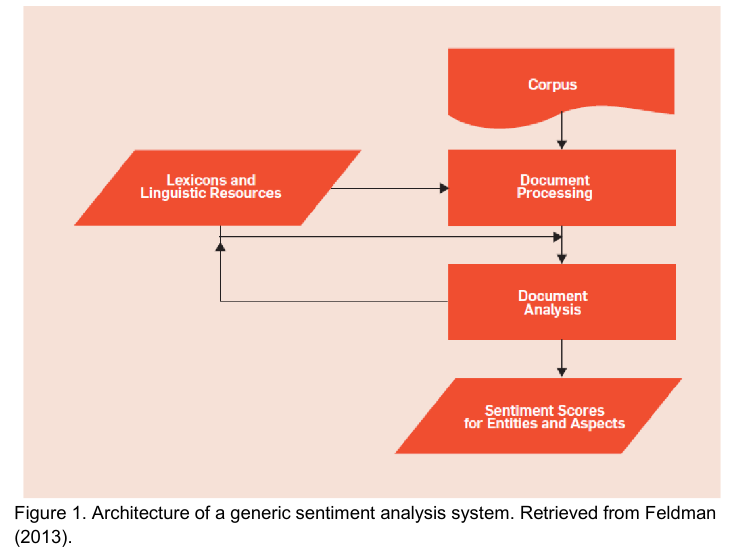 Corpus
Lexicons and
Linguistic Resources
Document
Processing
Document
Analysis
Sentiment Scores
for Entities and Aspects
Figure 1. Architecture of a generic sentiment analysis system. Retrieved from Feldman
(2013).